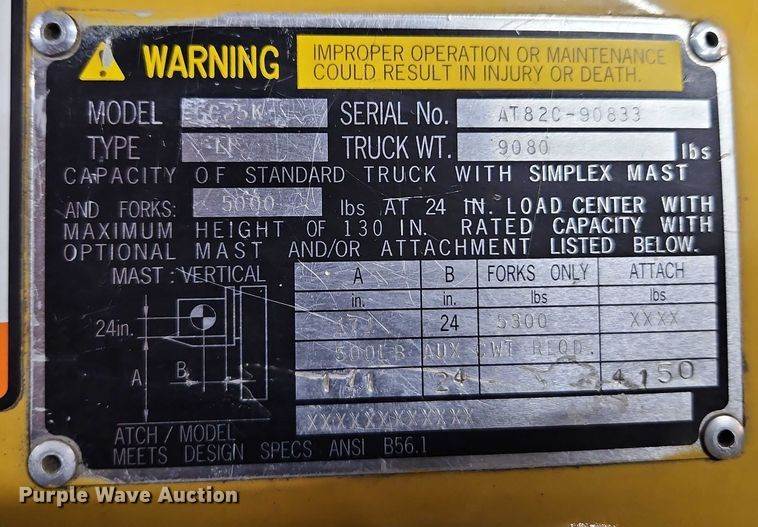 WARNING
IMPROPER OPERATION OR MAINTENANCE
COULD RESULT IN INJURY OR DEATH.
MODEL SERIAL No. AT82C-90833
TYPE TRUCK WT. 9080 lbs
CAPACITY OF STANDARD TRUCK WITH SIMPLEX MAST
AND FORKS: 5000 lbs AT 24 IN. LOAD CENTER WITH
MAXIMUM HEIGHT OF 130 IN. RATED CAPACITY WITH
OPTIONAL MAST AND/OR ATTACHMENT LISTED BELOW.
MAST : VERTICAL A B FORKS ONLY ATTACH
in. in. lbs lbs
24in. 24 5300 XXXX
500LB AUX CWT REQD.
B
A 171 24 4150
XXXXXXXXXXXXX
ATCH / MODEL
MEETS DESIGN SPECS ANSI B56.1
Purple Wave Auction